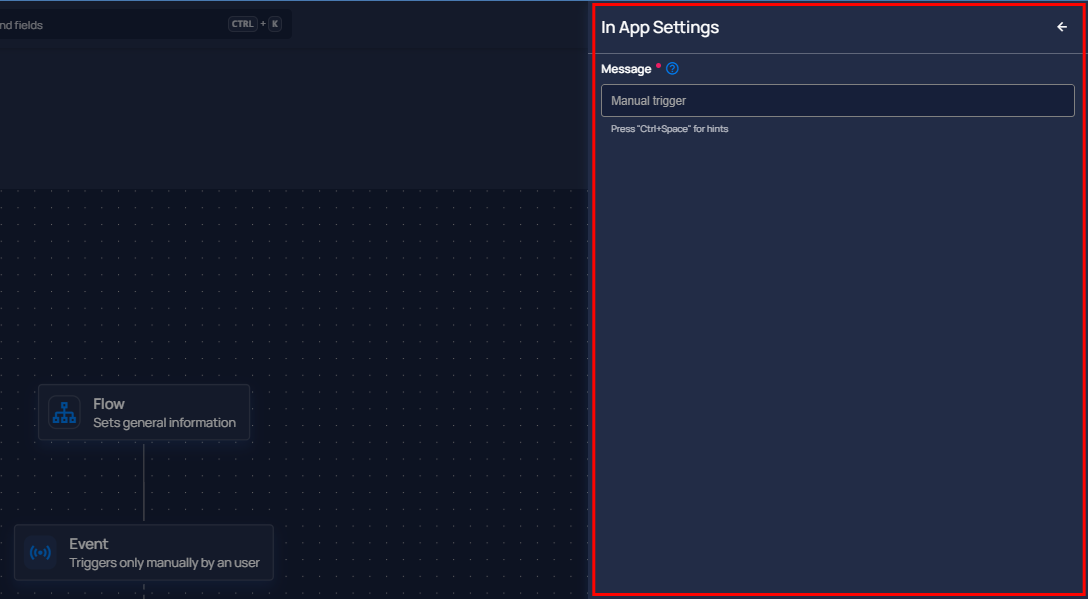 nd fields
CTRL + K
In App Settings
Message *
Manual trigger
Press "Ctrl+Space" for hints
Flow
Sets general information
Event
Triggers only manually by an user